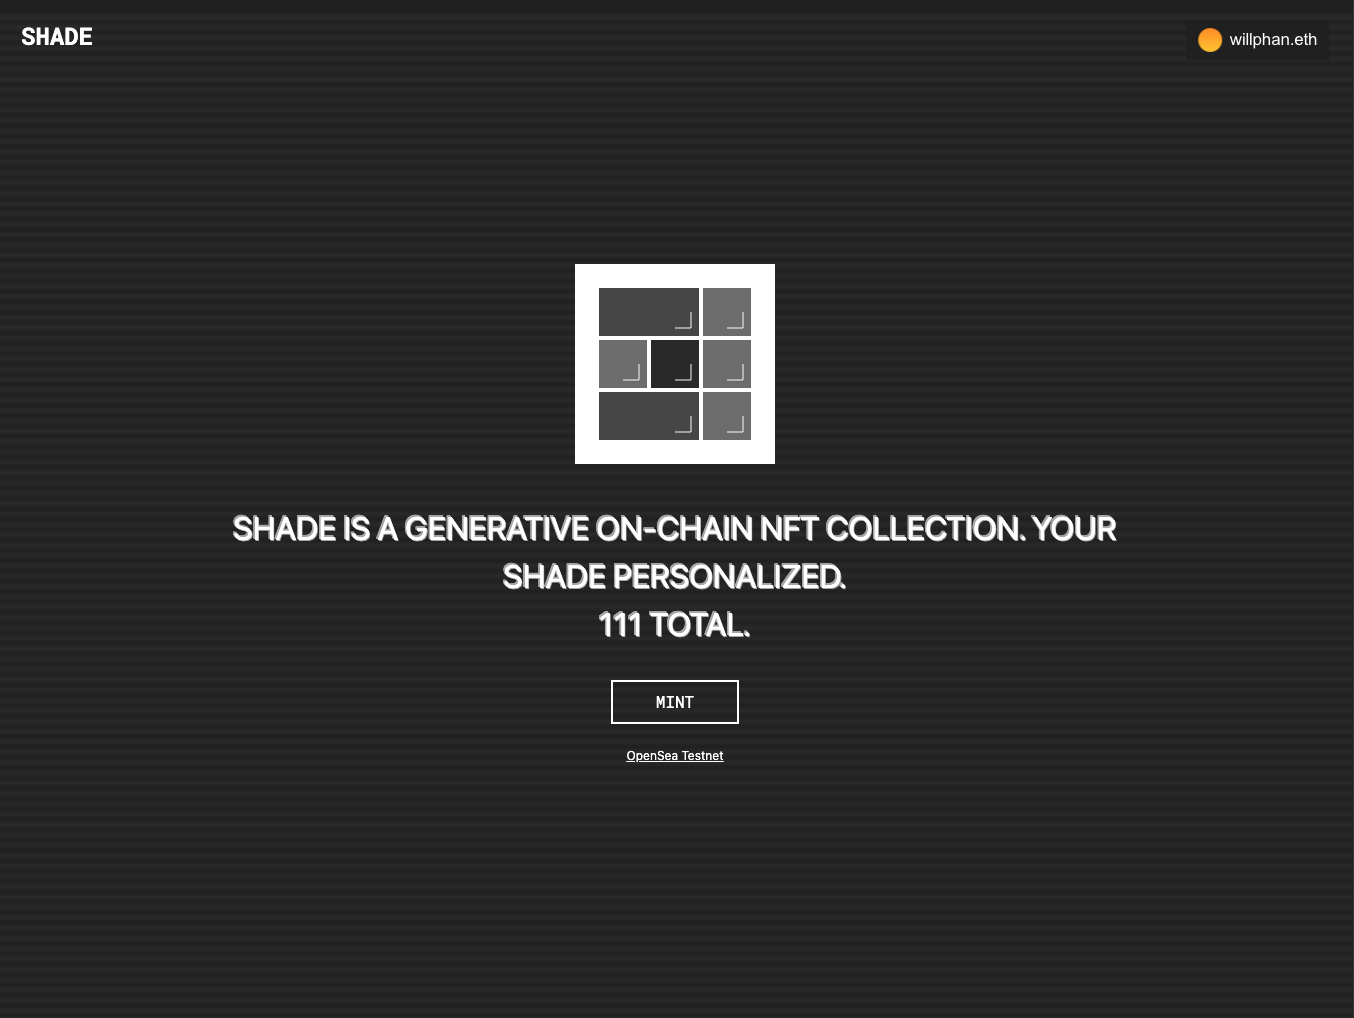 SHADE
willphan.eth
SHADE IS A GENERATIVE ON-CHAIN NFT COLLECTION. YOUR
SHADE PERSONALIZED.
111 TOTAL.
MINT
OpenSea Testnet